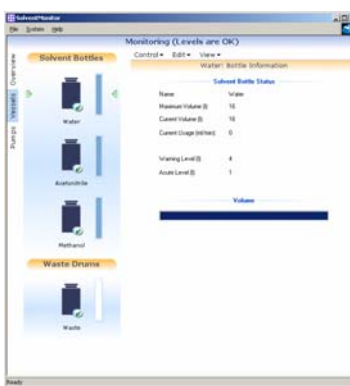 SolventMonitor
File System Help
Monitoring (Levels are OK)
Overview
Vessels
Pumps
Solvent Bottles
Water
Acetonitrile
Methanol
Waste Drums
Waste
Control Edit View
Water: Bottle Information
Solvent Bottle Status
Name Water
Maximum Volume (l) 16
Current Volume (l) 16
Current Usage (ml/min) 0
Warning Level (l) 4
Acute Level (l) 1
Volume
Ready